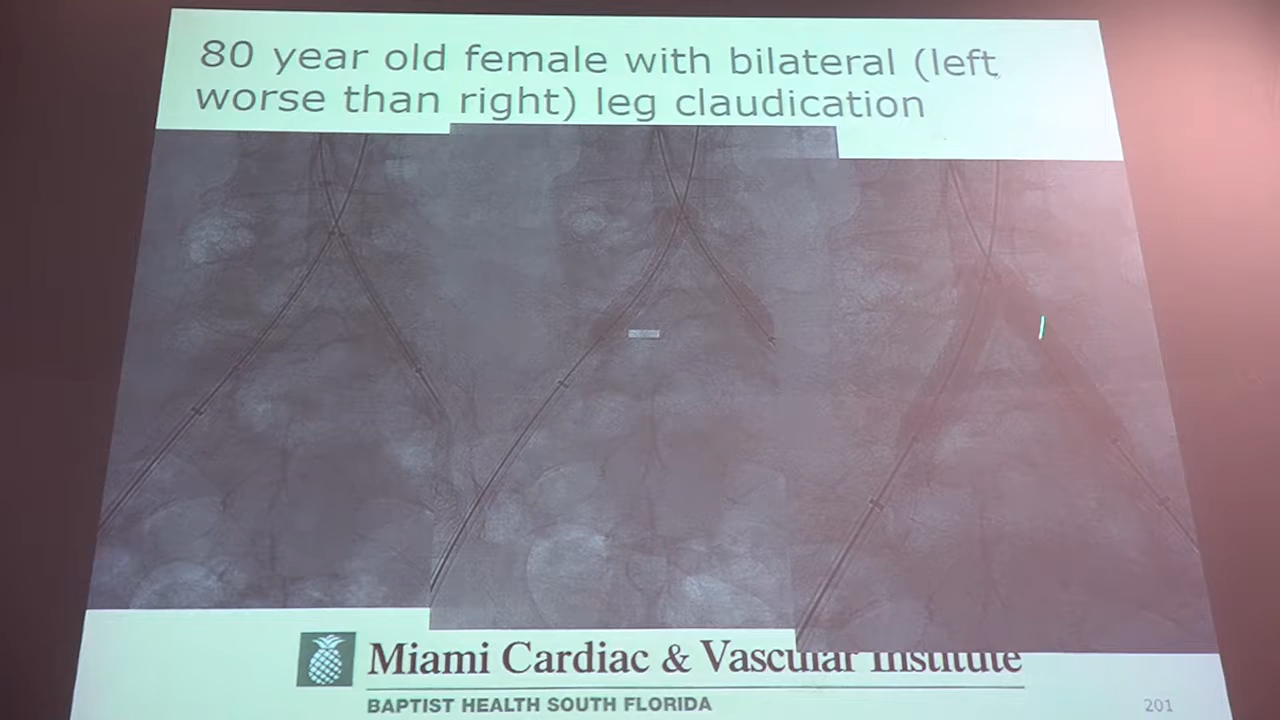 80 year old female with bilateral (left
worse than right) leg claudication
Miami Cardiac & Vascular Institute
BAPTIST HEALTH SOUTH FLORIDA
201